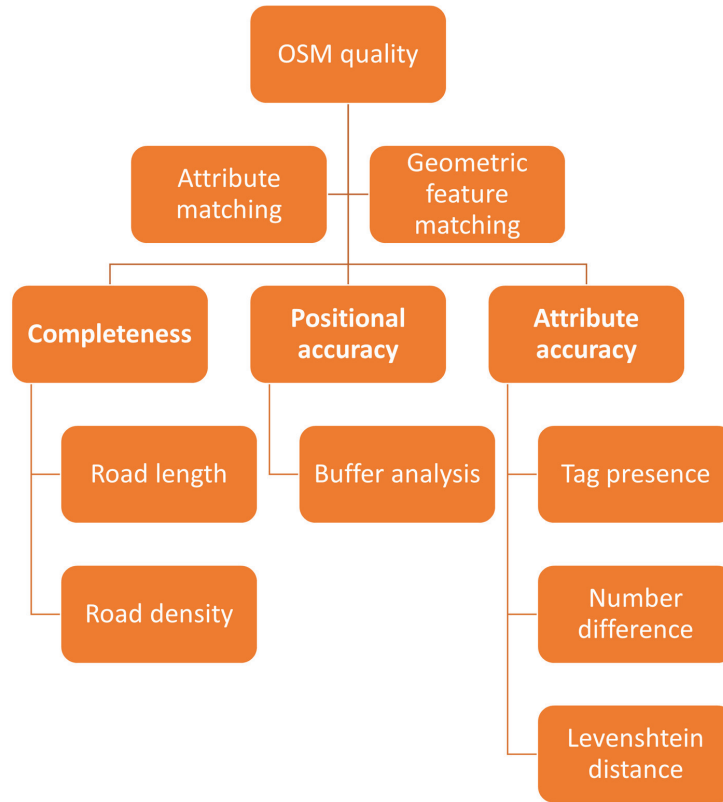 OSM quality
Attribute
matching
Geometric
feature
matching
Completeness
Positional
accuracy
Attribute
accuracy
Road length
Buffer analysis
Tag presence
Road density
Number
difference
Levenshtein
distance